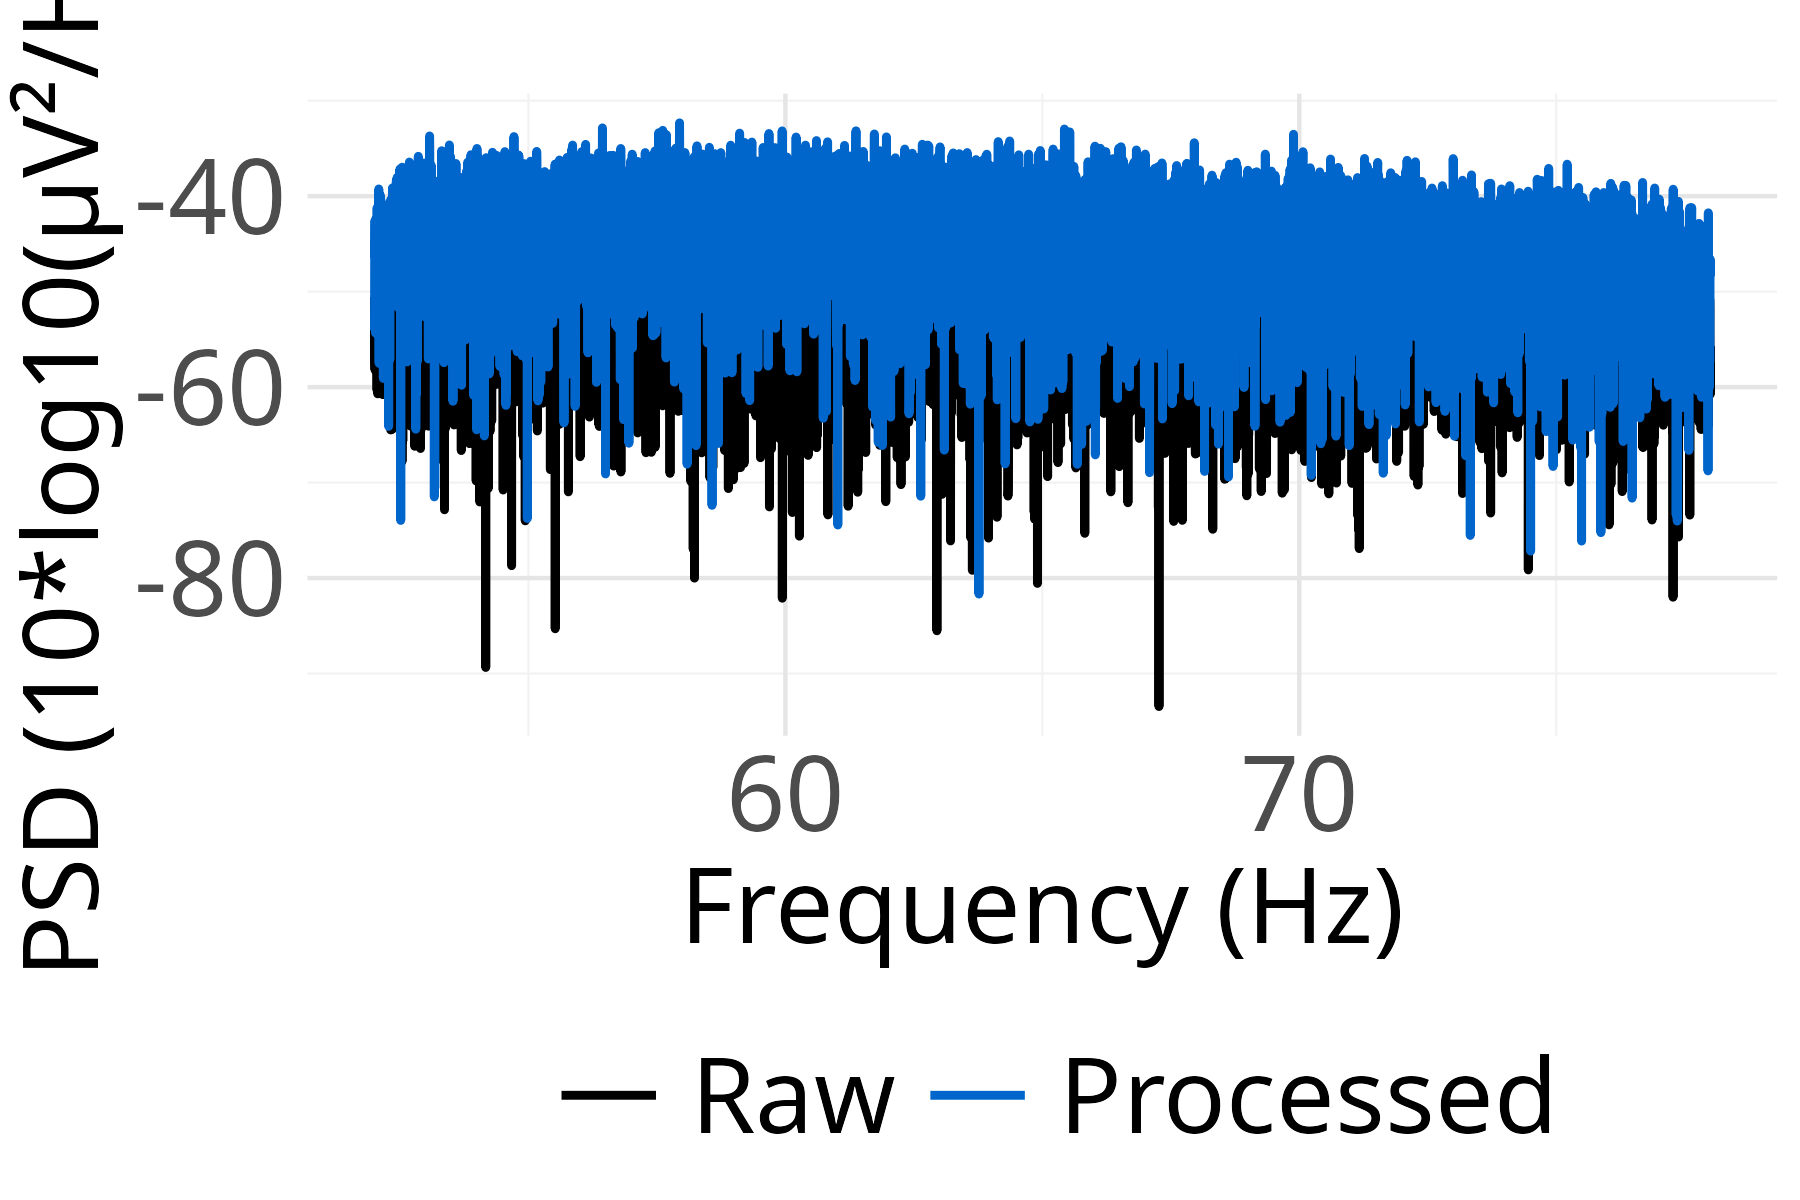 PSD (10*log10(µV²/H
-40
-60
-80
60
70
Frequency (Hz)
Raw
Processed